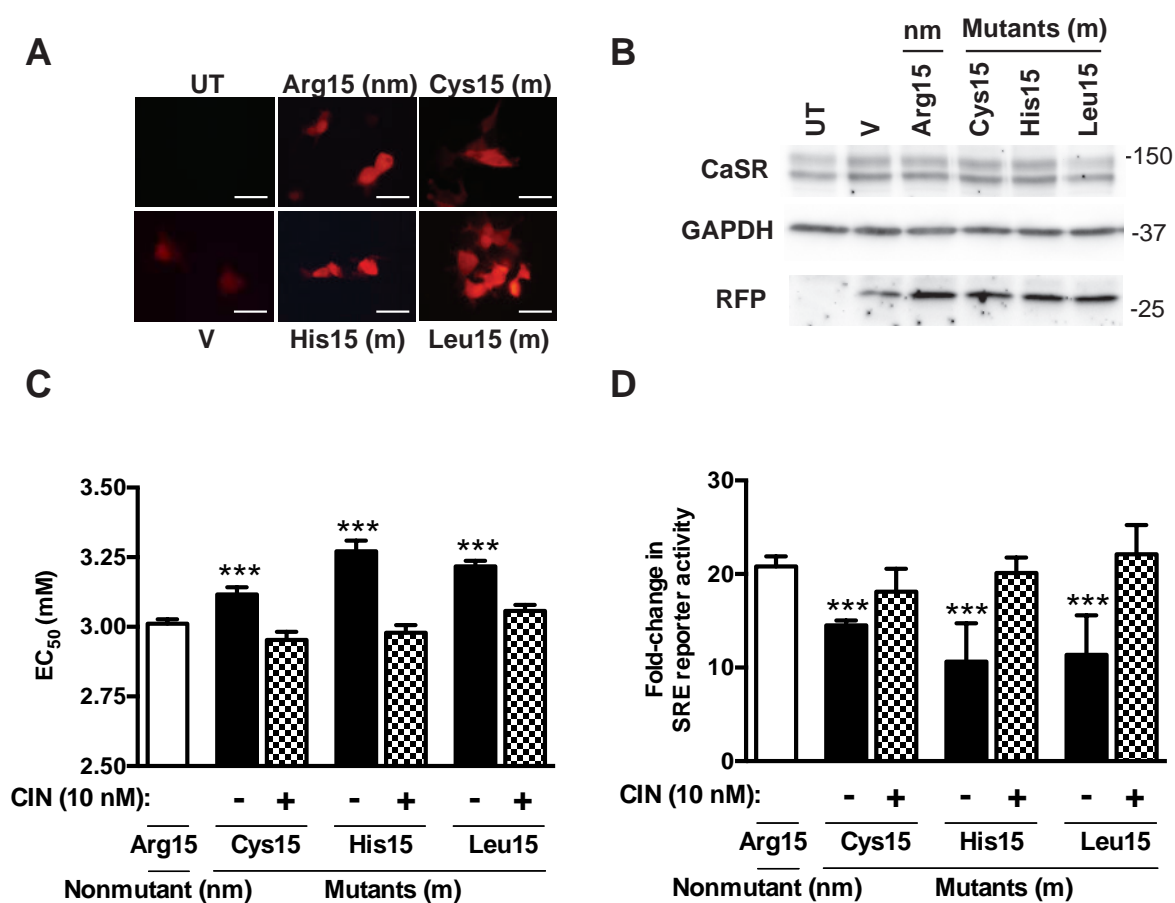 A
UT Arg15 (nm) Cys15 (m)
V His15 (m) Leu15 (m)
B
nm Mutants (m)
UT V Arg15 Cys15 His15 Leu15
CaSR -150
GAPDH -37
RFP -25
C
EC50 (mM)
3.50
3.25
3.00
2.75
2.50
*** *** ***
CIN (10 nM): - + - + - +
Arg15 Cys15 His15 Leu15
Nonmutant (nm) Mutants (m)
D
Fold-change in
SRE reporter activity
30
20
10
0
*** *** ***
CIN (10 nM): - + - + - +
Arg15 Cys15 His15 Leu15
Nonmutant (nm) Mutants (m)